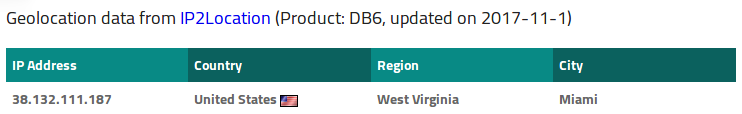 Geolocation data from IP2Location (Product: DB6, updated on 2017-11-1)
IP Address Country Region City
38.132.111.187 United States West Virginia Miami